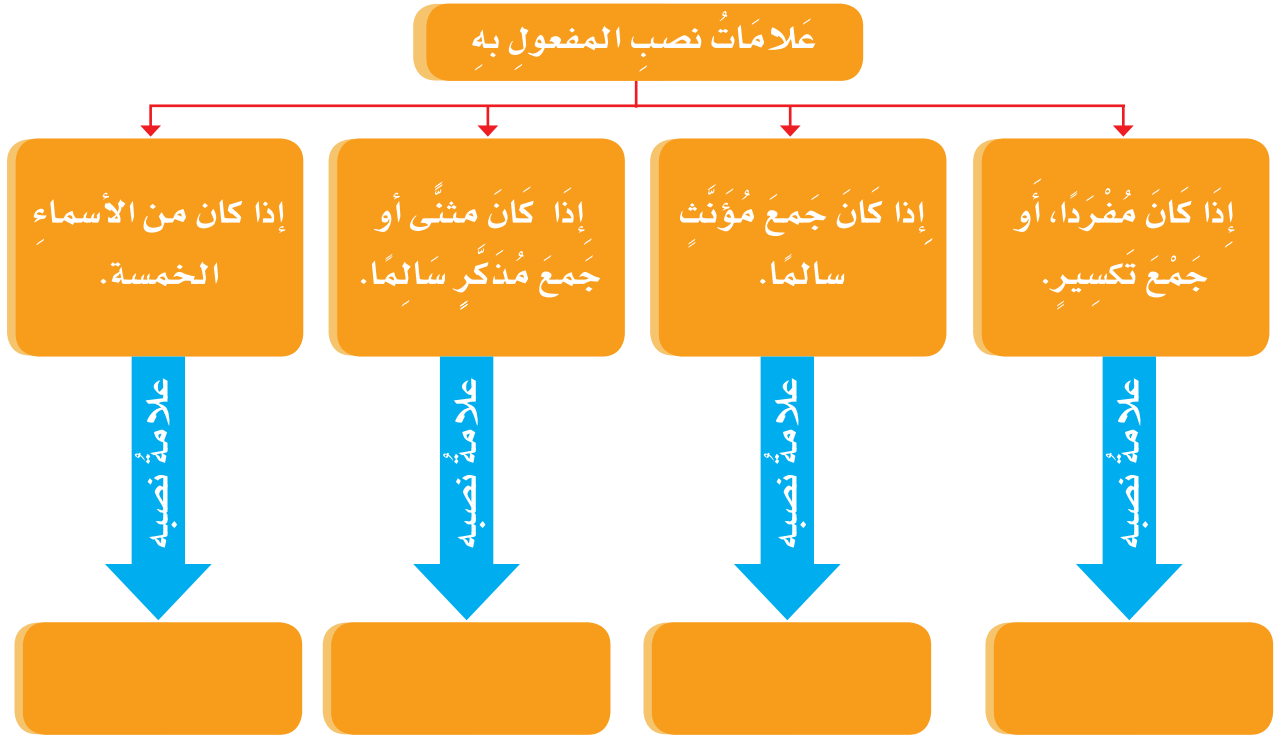 عَلامَاتُ نصبِ المفعولِ بهِ
إِذَا كَانَ مُفْرَدًا، أَو
جَمْعَ تَكسِيرٍ.
إِذا كَانَ جَمعَ مُؤَنَّثٍ
سالمًا.
إِذَا كَانَ مثنًّى أو
جَمعَ مُذَكَّرٍ سَالِمًا.
إذا كان من الأسماءِ
الخمسة.
علامةُ نصبه
علامةُ نصبه
علامةُ نصبه
علامةُ نصبه